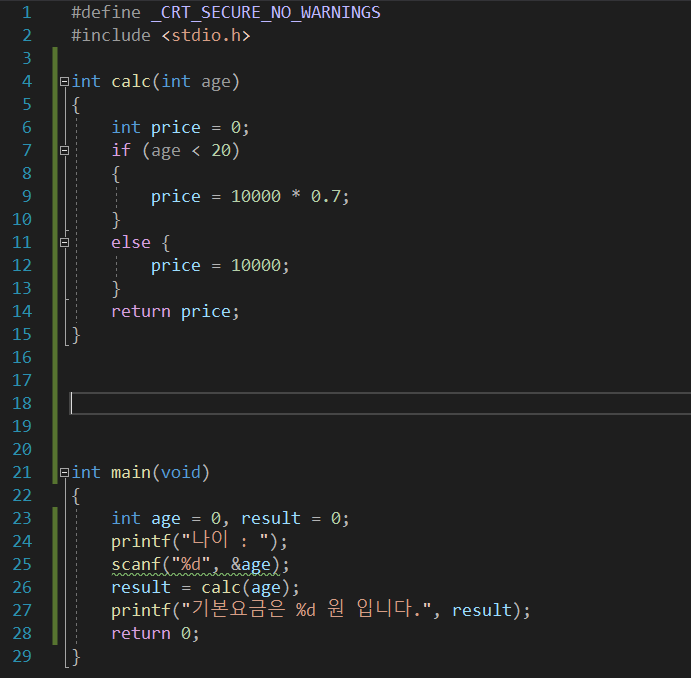 1 #define _CRT_SECURE_NO_WARNINGS
2 #include <stdio.h>
3
4 int calc(int age)
5 {
6 int price = 0;
7 if (age < 20)
8 {
9 price = 10000 * 0.7;
10 }
11 else {
12 price = 10000;
13 }
14 return price;
15 }
16
17
18
19
20
21 int main(void)
22 {
23 int age = 0, result = 0;
24 printf("나이 : ");
25 scanf("%d", &age);
26 result = calc(age);
27 printf("기본요금은 %d 원 입니다.", result);
28 return 0;
29 }